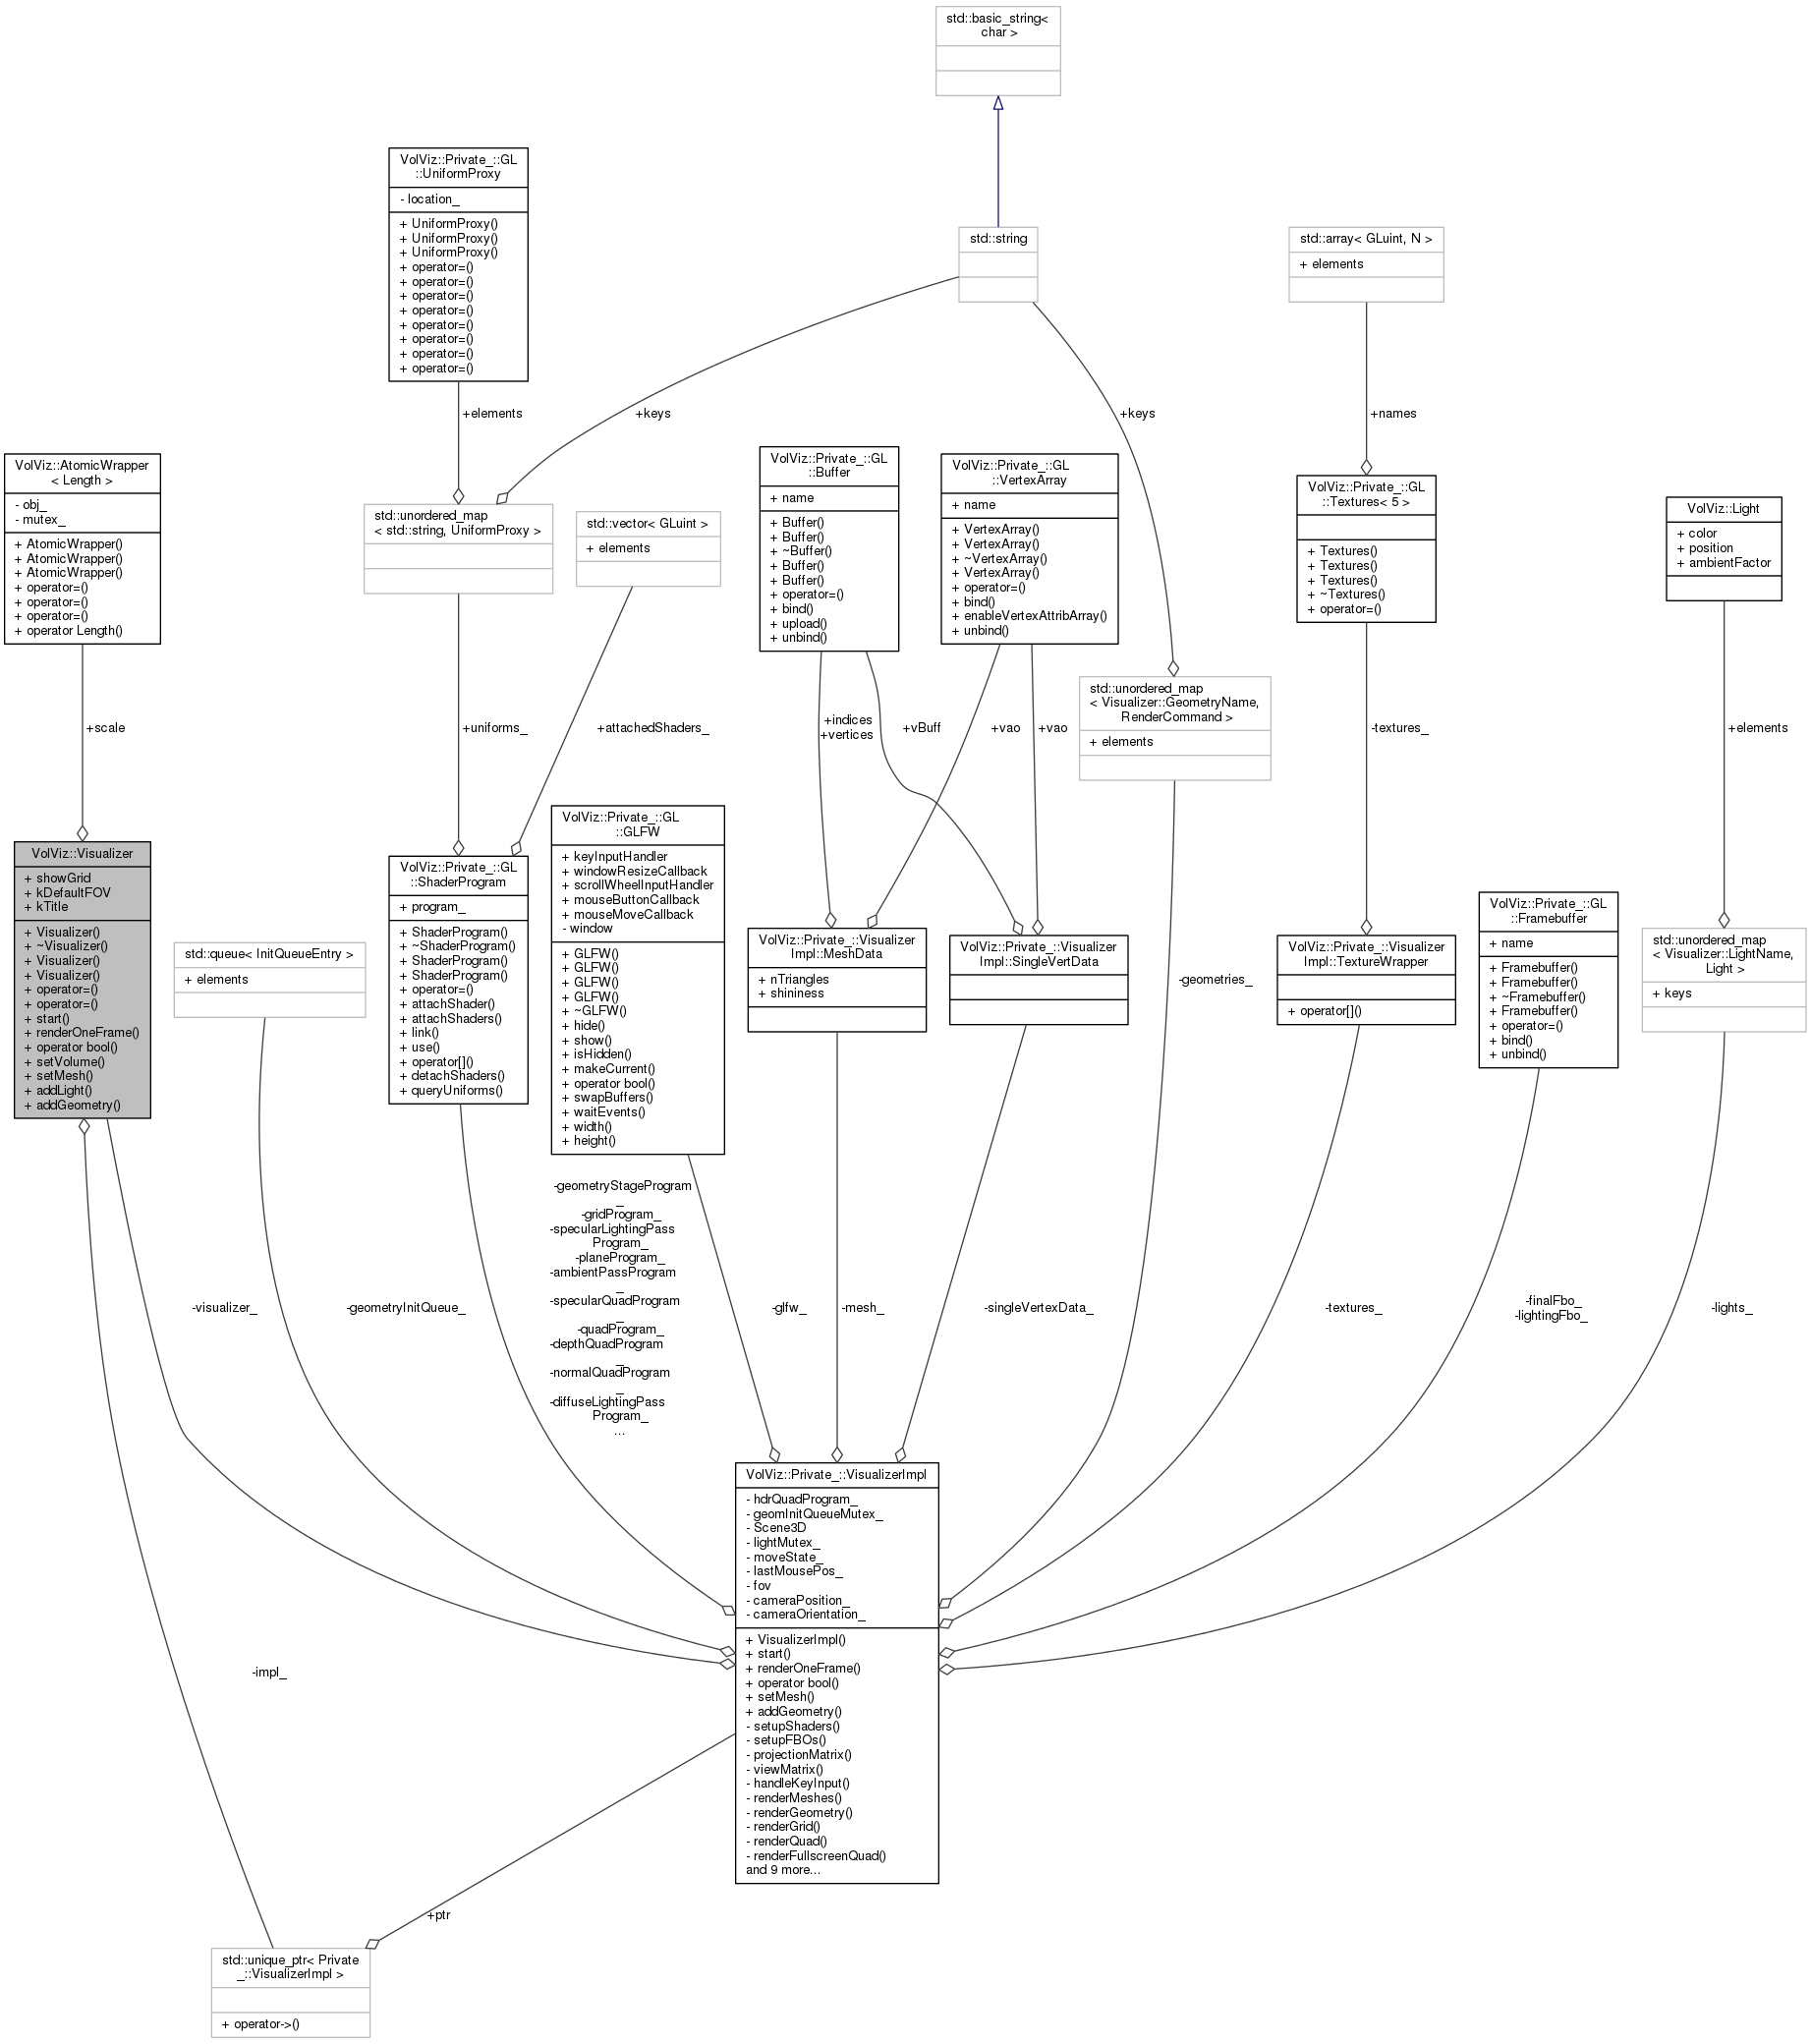 std::basic_string<
char >
VolViz::Private_::GL
::UniformProxy
- location_
+ UniformProxy()
+ UniformProxy()
+ UniformProxy()
+ operator=()
+ operator=()
+ operator=()
+ operator=()
+ operator=()
+ operator=()
+ operator=()
+ operator=()
std::string
std::array< GLuint, N >
+ elements
+elements
+keys
+keys
+names
VolViz::AtomicWrapper
< Length >
- obj_
- mutex_
+ AtomicWrapper()
+ AtomicWrapper()
+ AtomicWrapper()
+ operator=()
+ operator=()
+ operator=()
+ operator Length()
std::unordered_map
< std::string, UniformProxy >
std::vector< GLuint >
+ elements
VolViz::Private_::GL
::Buffer
+ name
+ Buffer()
+ Buffer()
+ ~Buffer()
+ Buffer()
+ Buffer()
+ operator=()
+ bind()
+ upload()
+ unbind()
VolViz::Private_::GL
::VertexArray
+ name
+ VertexArray()
+ VertexArray()
+ ~VertexArray()
+ VertexArray()
+ operator=()
+ bind()
+ enableVertexAttribArray()
+ unbind()
VolViz::Private_::GL
::Textures< 5 >
+ Textures()
+ Textures()
+ Textures()
+ ~Textures()
+ operator=()
VolViz::Light
+ color
+ position
+ ambientFactor
std::unordered_map
< Visualizer::GeometryName,
RenderCommand >
+ elements
+scale
+uniforms_
+attachedShaders_
+indices
+vertices
+vBuff
+vao
+vao
-textures_
+elements
VolViz::Visualizer
+ showGrid
+ kDefaultFOV
+ kTitle
+ Visualizer()
+ ~Visualizer()
+ Visualizer()
+ Visualizer()
+ operator=()
+ operator=()
+ start()
+ renderOneFrame()
+ operator bool()
+ setVolume()
+ setMesh()
+ addLight()
+ addGeometry()
std::queue< InitQueueEntry >
+ elements
VolViz::Private_::GL
::ShaderProgram
+ program_
+ ShaderProgram()
+ ~ShaderProgram()
+ ShaderProgram()
+ ShaderProgram()
+ operator=()
+ attachShader()
+ attachShaders()
+ link()
+ use()
+ operator[]()
+ detachShaders()
+ queryUniforms()
VolViz::Private_::GL
::GLFW
+ keyInputHandler
+ windowResizeCallback
+ scrollWheelInputHandler
+ mouseButtonCallback
+ mouseMoveCallback
- window
+ GLFW()
+ GLFW()
+ GLFW()
+ GLFW()
+ ~GLFW()
+ hide()
+ show()
+ isHidden()
+ makeCurrent()
+ operator bool()
+ swapBuffers()
+ waitEvents()
+ width()
+ height()
VolViz::Private_::Visualizer
Impl::MeshData
+ nTriangles
+ shininess
VolViz::Private_::Visualizer
Impl::SingleVertData
-geometries_
VolViz::Private_::Visualizer
Impl::TextureWrapper
+ operator[]()
VolViz::Private_::GL
::Framebuffer
+ name
+ Framebuffer()
+ Framebuffer()
+ ~Framebuffer()
+ Framebuffer()
+ operator=()
+ bind()
+ unbind()
std::unordered_map
< Visualizer::LightName,
Light >
+ keys
-visualizer_
-geometryInitQueue_
-geometryStageProgram
_
-gridProgram_
-specularLightingPass
Program_
-planeProgram_
-ambientPassProgram
_
-specularQuadProgram
_
-quadProgram_
-depthQuadProgram
_
-normalQuadProgram
_
-diffuseLightingPass
Program_
...
-glfw_
-mesh_
-singleVertexData_
-textures_
-finalFbo_
-lightingFbo_
-lights_
VolViz::Private_::VisualizerImpl
- hdrQuadProgram_
- geomInitQueueMutex_
- Scene3D
- lightMutex_
- moveState_
- lastMousePos_
- fov
- cameraPosition_
- cameraOrientation_
+ VisualizerImpl()
+ start()
+ renderOneFrame()
+ operator bool()
+ setMesh()
+ addGeometry()
- setupShaders()
- setupFBOs()
- projectionMatrix()
- viewMatrix()
- handleKeyInput()
- renderMeshes()
- renderGeometry()
- renderGrid()
- renderQuad()
- renderFullscreenQuad()
and 9 more...
-impl_
+ptr
std::unique_ptr< Private
_::VisualizerImpl >
+ operator->()